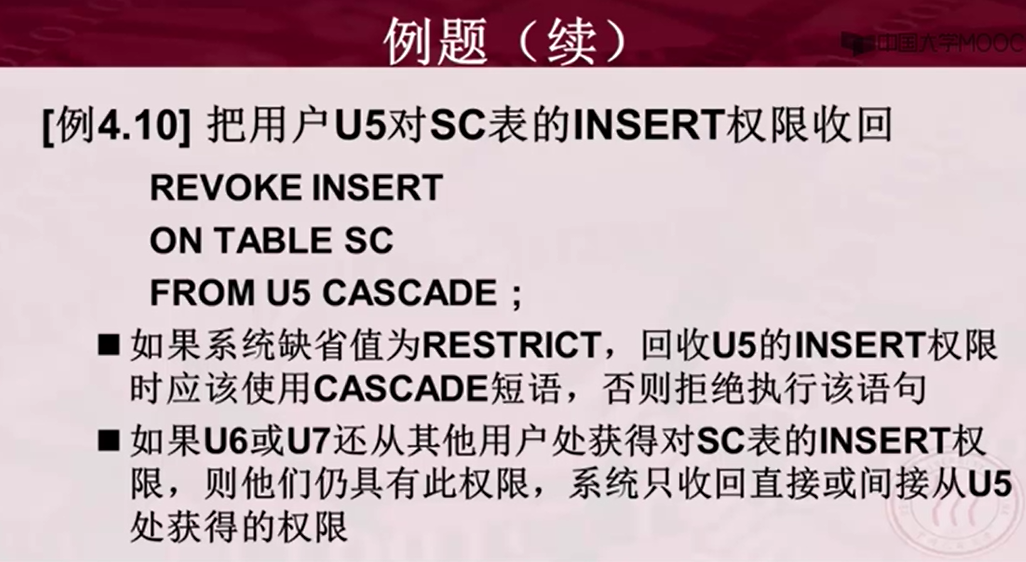 例题（续）
中国大学MOOC
[例4.10] 把用户U5对SC表的INSERT权限收回
REVOKE INSERT
ON TABLE SC
FROM U5 CASCADE；
■如果系统缺省值为RESTRICT，回收U5的INSERT权限
时应该使用CASCADE短语，否则拒绝执行该语句
■如果U6或U7还从其他用户处获得对SC表的INSERT权
限，则他们仍具有此权限，系统只收回直接或间接从U5
处获得的权限